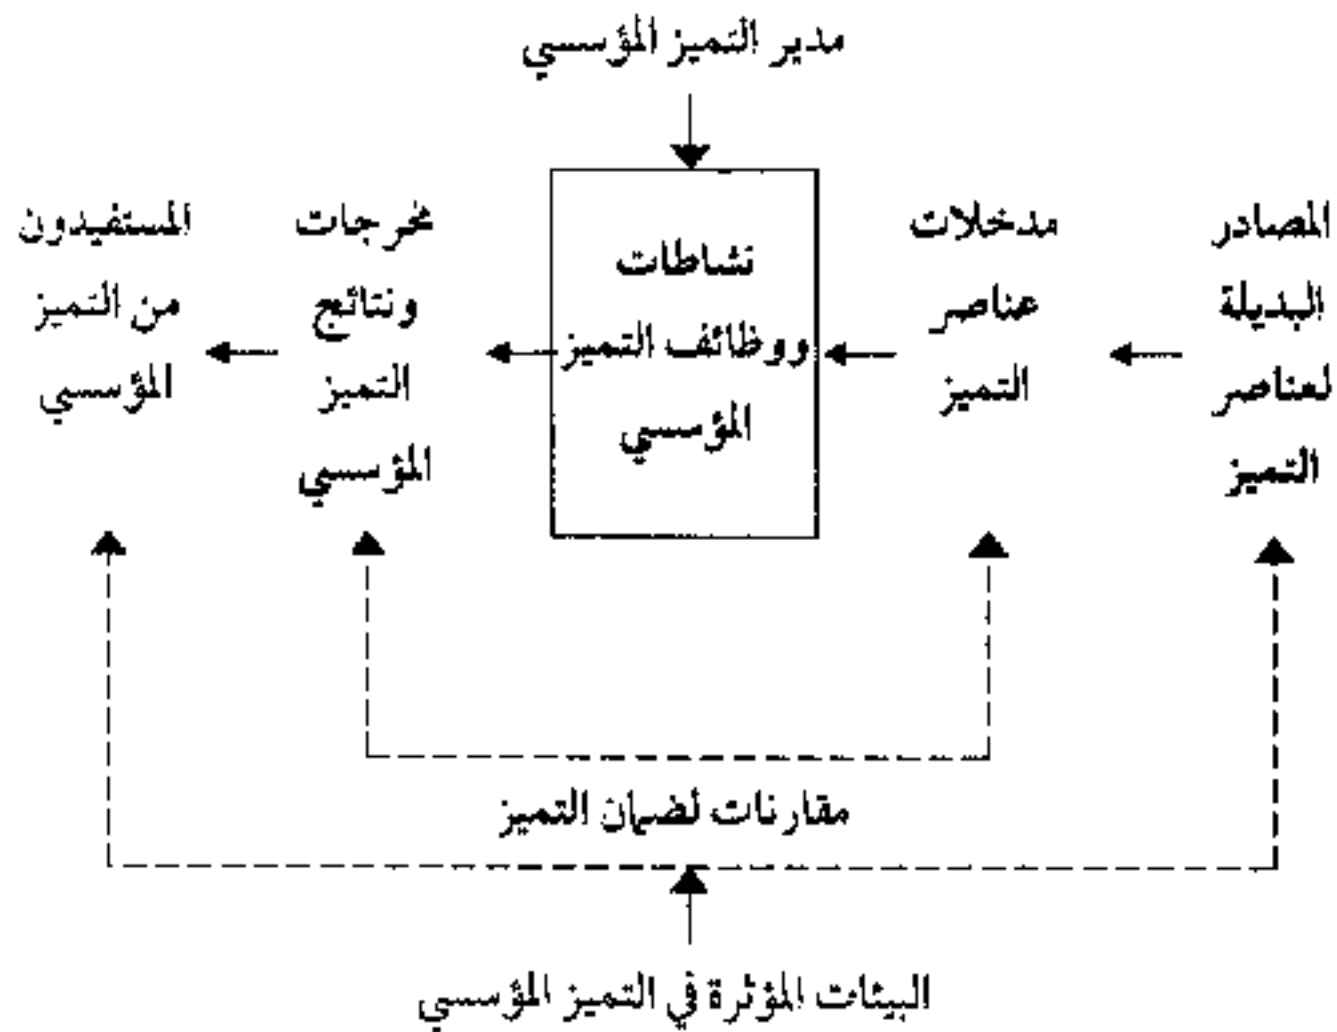 مدير التميز المؤسسي
المصادر
البديلة
لعناصر
التميز
مدخلات
عناصر
التميز
نشاطات
ووظائف التميز
المؤسسي
مخرجات
ونتائج
التميز
المؤسسي
المستفيدون
من التميز
المؤسسي
مقارنات لضمان التميز
البيئات المؤثرة في التميز المؤسسي